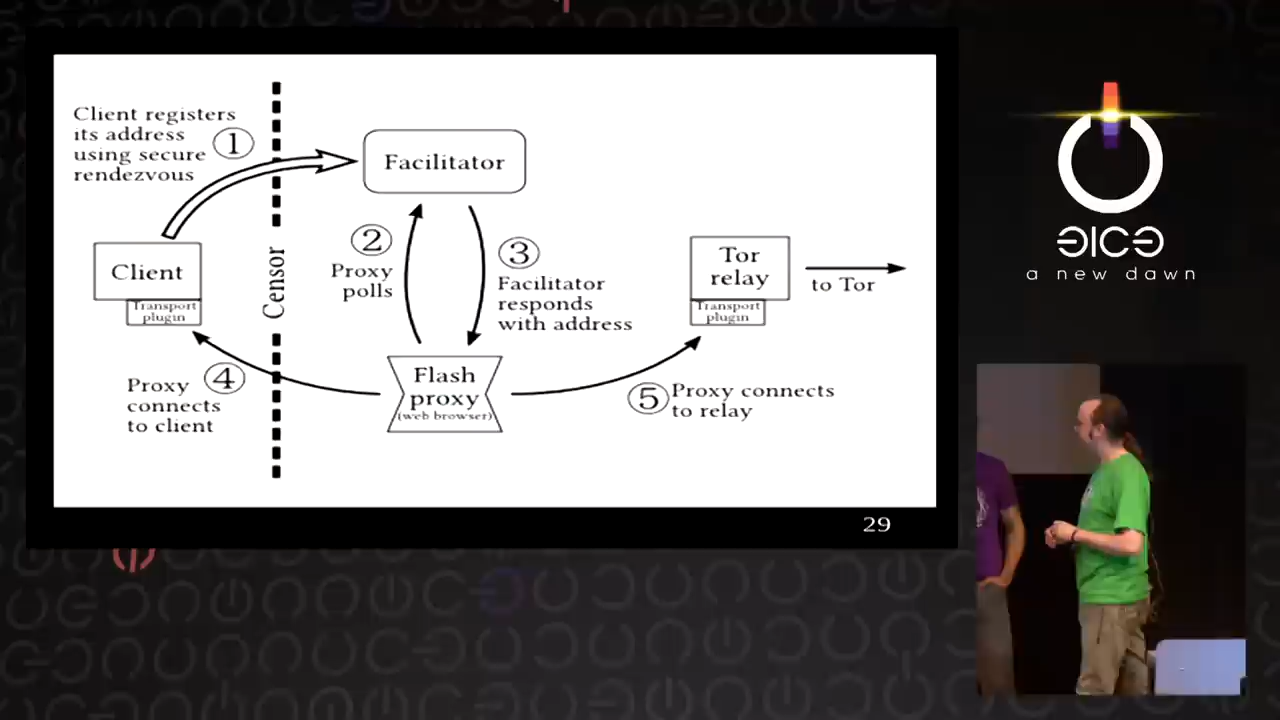 Client registers
its address
using secure
rendezvous
1
Facilitator
Censor
2
Proxy
polls
3
Facilitator
responds
with address
Client
Transport
plugin
Tor
relay
Transport
plugin
to Tor
4
Proxy
connects
to client
Flash
proxy
(web browser)
5
Proxy connects
to relay
29
a new dawn